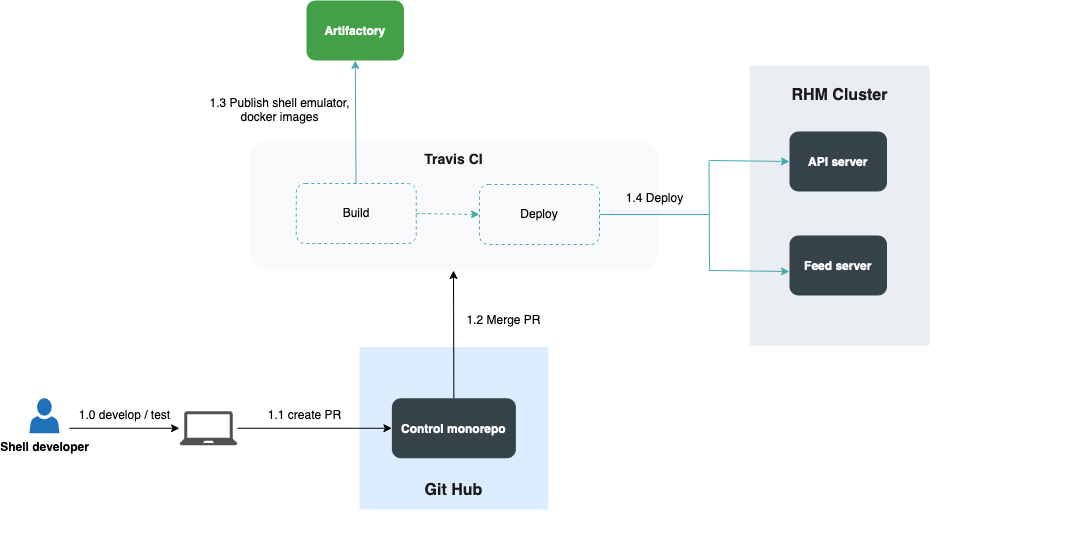 Artifactory
1.3 Publish shell emulator,
docker images
RHM Cluster
Travis CI
API server
Build
Deploy
1.4 Deploy
Feed server
1.2 Merge PR
1.0 develop / test
1.1 create PR
Control monorepo
Shell developer
Git Hub